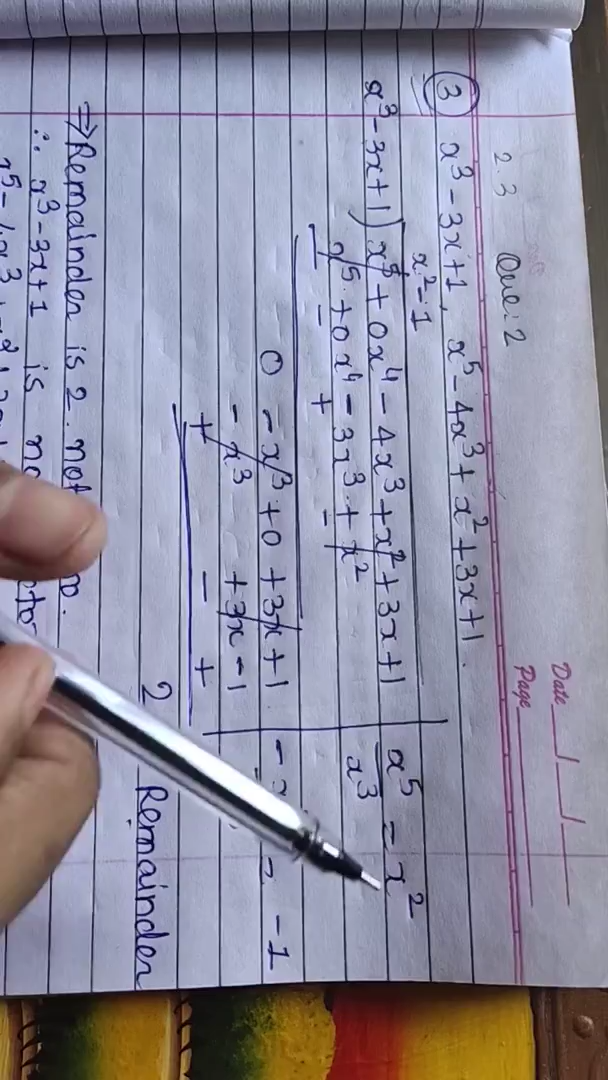 Date
Page
2.3 Que: 2
③ x³ - 3x + 1, x⁵ - 4x³ + x² + 3x + 1.
x² - 1
x³ - 3x + 1 ) x⁵ + 0x⁴ - 4x³ + x² + 3x + 1
x⁵/x³ = x²
x⁵ + 0x⁴ - 3x³ + x²
- - + -
0 - x³ + 0 + 3x + 1
= -1
- x³ + 3x - 1
+ - +
2 Remainder
⇒ Remainder is 2. not
∴ x³ - 3x + 1 is